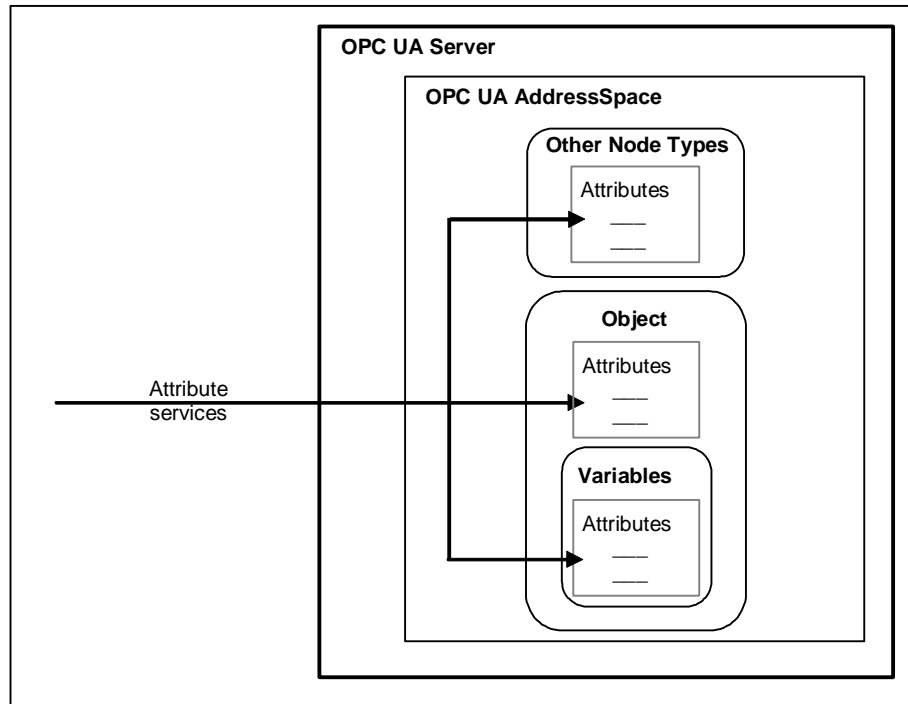 OPC UA Server
OPC UA AddressSpace
Other Node Types
Attributes
Object
Attributes
Attribute
services
Variables
Attributes